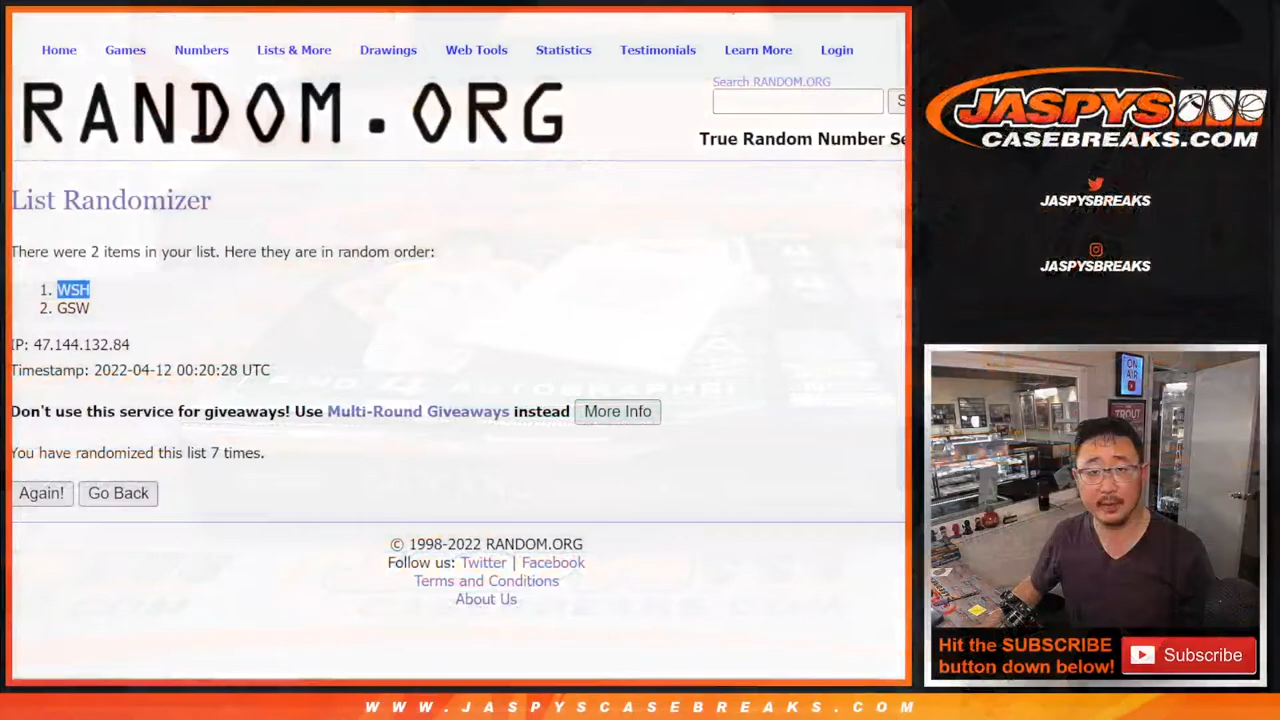 Home Games Numbers Lists & More Drawings Web Tools Statistics Testimonials Learn More Login
RANDOM.ORG
Search RANDOM.ORG
S
True Random Number Se
List Randomizer
There were 2 items in your list. Here they are in random order:
1. WSH
2. GSW
IP: 47.144.132.84
Timestamp: 2022-04-12 00:20:28 UTC
Don't use this service for giveaways! Use Multi-Round Giveaways instead More Info
You have randomized this list 7 times.
Again! Go Back
© 1998-2022 RANDOM.ORG
Follow us: Twitter | Facebook
Terms and Conditions
About Us
JASPYS
CASEBREAKS.COM
JASPYSBREAKS
JASPYSBREAKS
ON
AIR
TROUT
Hit the SUBSCRIBE
button down below!
Subscribe
WWW.JASPYSCASEBREAKS.COM